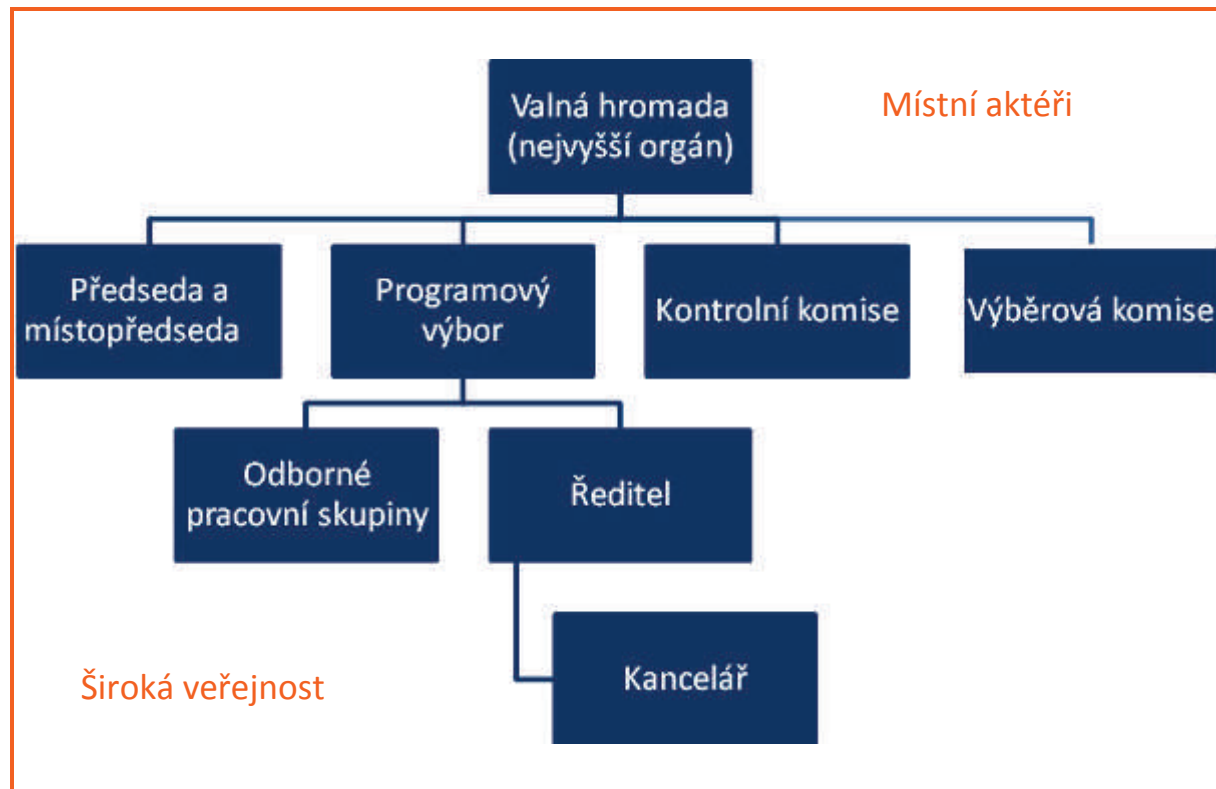 Valná hromada
(nejvyšší orgán)
Místní aktéři
Předseda a
místopředseda
Programový
výbor
Kontrolní komise
Výběrová komise
Odborné
pracovní skupiny
Ředitel
Kancelář
Široká veřejnost